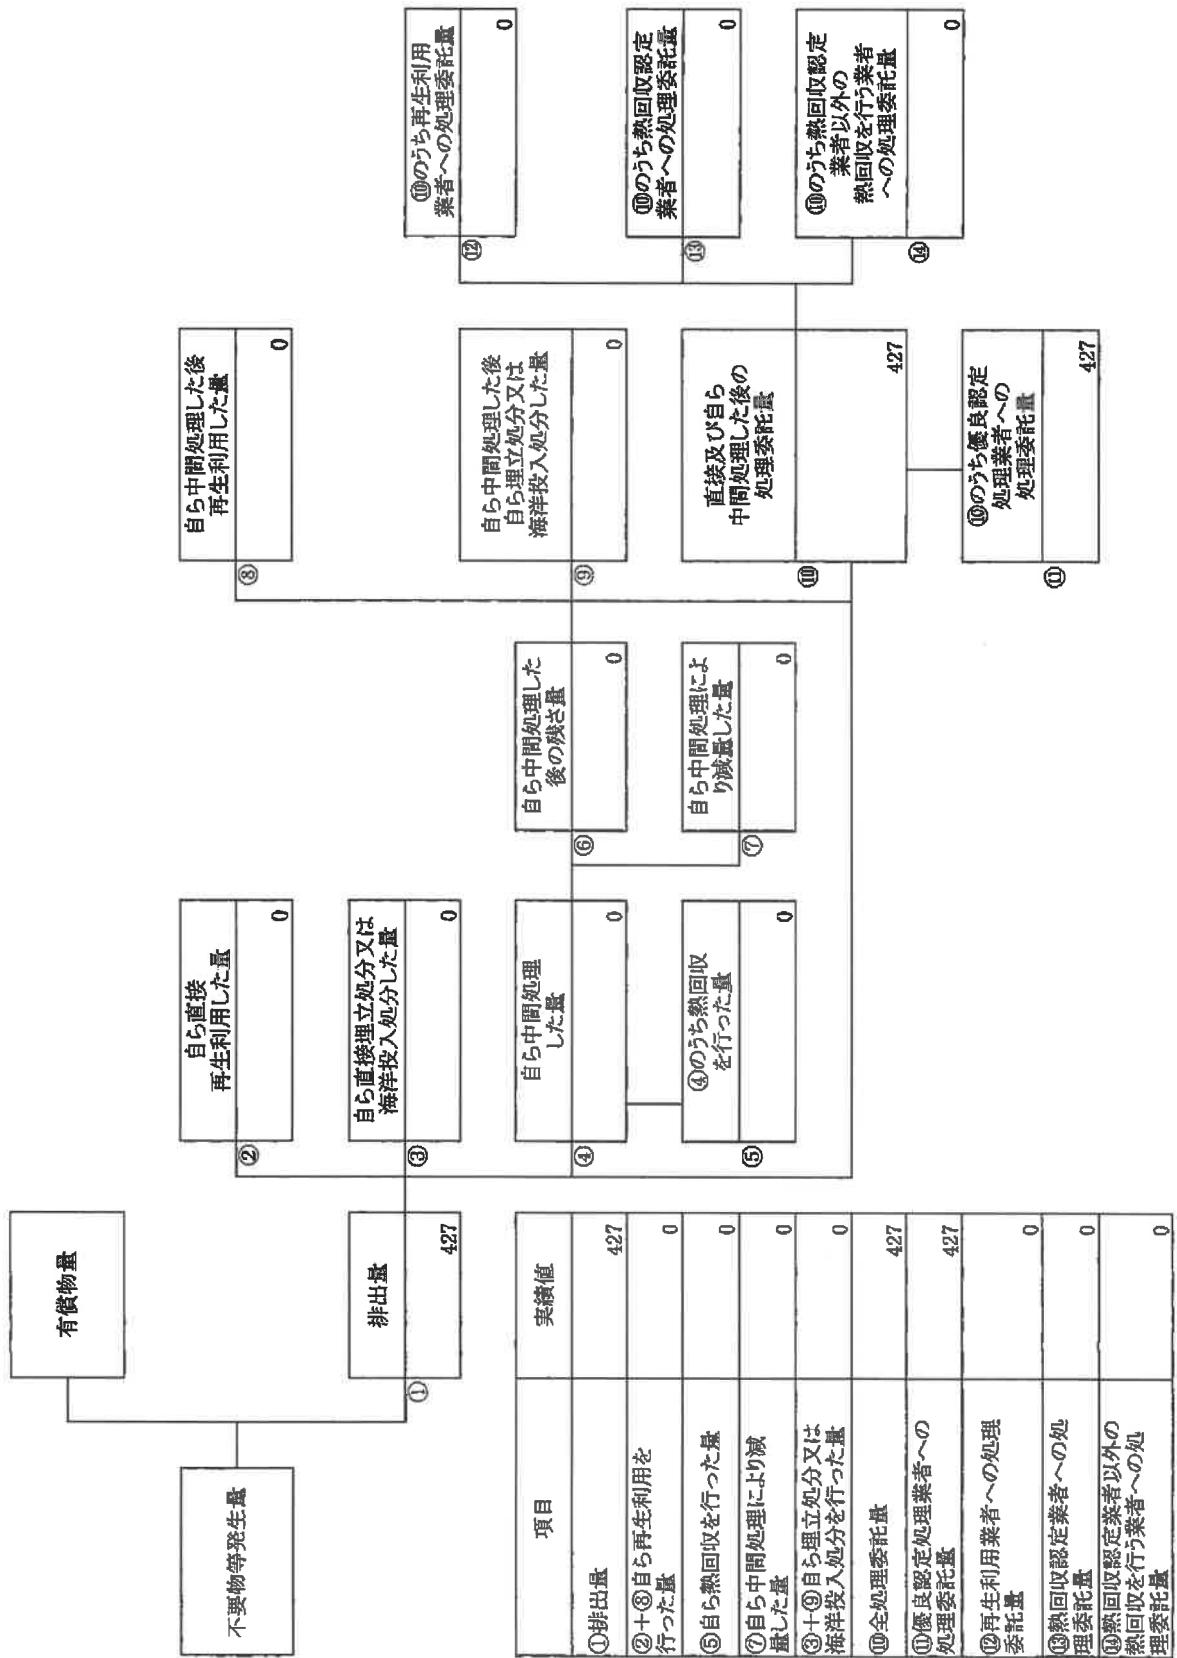 不要物等発生量
有償物量
①
排出量
427
②
自ら直接
再生利用した量
0
③
自ら直接埋立処分又は
海洋投入処分した量
0
④
自ら中間処理
した量
0
⑤
④のうち熱回収
を行った量
0
⑥
自ら中間処理した
後の残さ量
0
⑦
自ら中間処理によ
り減量した量
0
⑧
自ら中間処理した後
再生利用した量
0
⑨
自ら中間処理した後
自ら埋立処分又は
海洋投入処分した量
0
⑩
直接及び自ら
中間処理した後の
処理委託量
427
⑪
⑩のうち優良認定
処理業者への
処理委託量
427
⑫
⑩のうち再生利用
業者への処理委託量
0
⑬
⑩のうち熱回収認定
業者への処理委託量
0
⑭
⑩のうち熱回収認定
業者以外の
熱回収を行う業者
への処理委託量
0
項目 実績値
①排出量 427
②+⑧自ら再生利用を
行った量 0
⑤自ら熱回収を行った量 0
⑦自ら中間処理により減
量した量 0
③+⑨自ら埋立処分又は
海洋投入処分を行った量 0
⑩全処理委託量 427
⑪優良認定処理業者への
処理委託量 427
⑫再生利用業者への処理
委託量 0
⑬熱回収認定業者への処
理委託量 0
⑭熱回収認定業者以外の
熱回収を行う業者への処
理委託量 0